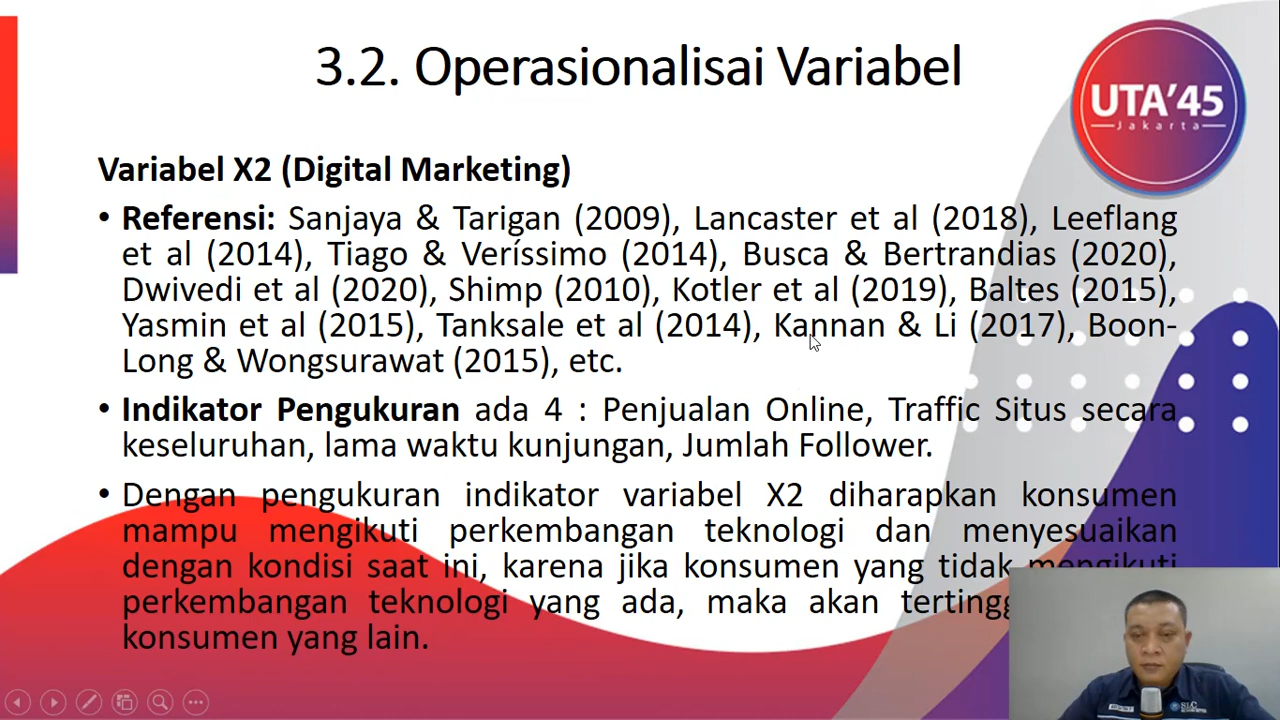 3.2. Operasionalisai Variabel
UTA'45
Jakarta
Variabel X2 (Digital Marketing)
• Referensi: Sanjaya & Tarigan (2009), Lancaster et al (2018), Leeflang
et al (2014), Tiago & Veríssimo (2014), Busca & Bertrandias (2020),
Dwivedi et al (2020), Shimp (2010), Kotler et al (2019), Baltes (2015),
Yasmin et al (2015), Tanksale et al (2014), Kannan & Li (2017), Boon-
Long & Wongsurawat (2015), etc.
• Indikator Pengukuran ada 4 : Penjualan Online, Traffic Situs secara
keseluruhan, lama waktu kunjungan, Jumlah Follower.
• Dengan pengukuran indikator variabel X2 diharapkan konsumen
mampu mengikuti perkembangan teknologi dan menyesuaikan
dengan kondisi saat ini, karena jika konsumen yang tidak mengikuti
perkembangan teknologi yang ada, maka akan
konsumen yang lain.
SLC